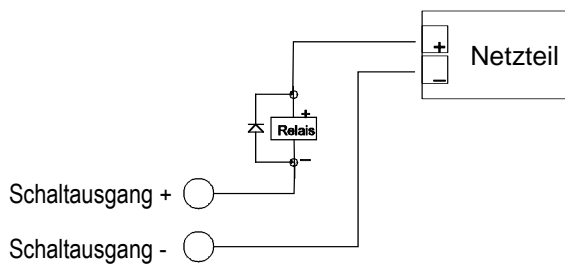 +
Netzteil
–
+
Relais
–
Schaltausgang +
Schaltausgang -